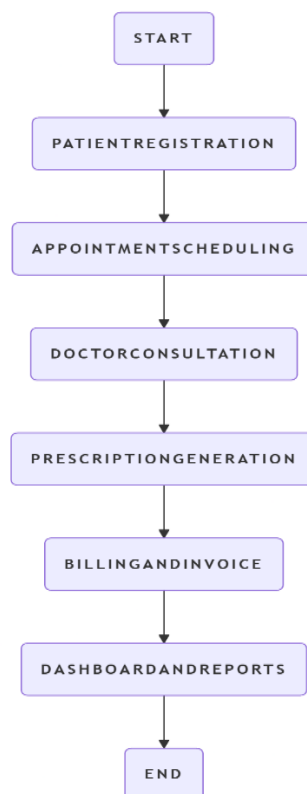 START
PATIENTREGISTRATION
APPOINTMENTSCHEDULING
DOCTORCONSULTATION
PRESCRIPTIONGENERATION
BILLINGANDINVOICE
DASHBOARDANDREPORTS
END